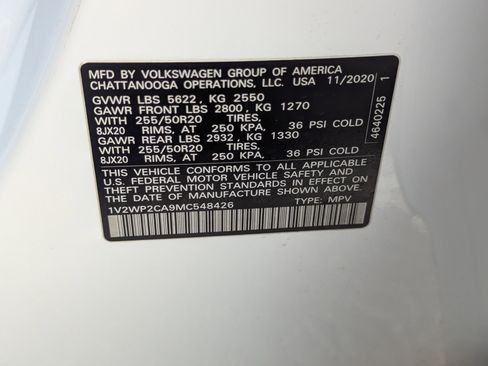 MFD BY VOLKSWAGEN GROUP OF AMERICA
CHATTANOOGA OPERATIONS, LLC. USA 11/2020
GVWR LBS 5622 , KG 2550
GAWR FRONT LBS 2800 , KG 1270
WITH 255/50R20 TIRES,
8JX20 RIMS, AT 250 KPA, 36 PSI COLD
GAWR REAR LBS 2932 , KG 1330
WITH 255/50R20 TIRES,
8JX20 RIMS, AT 250 KPA, 36 PSI COLD
THIS VEHICLE CONFORMS TO ALL APPLICABLE
U.S. FEDERAL MOTOR VEHICLE SAFETY AND
THEFT PREVENTION STANDARDS IN EFFECT ON
THE DATE OF MANUFACTURE SHOWN ABOVE.
1V2WP2CA9MC548426 TYPE: MPV
4640225 1